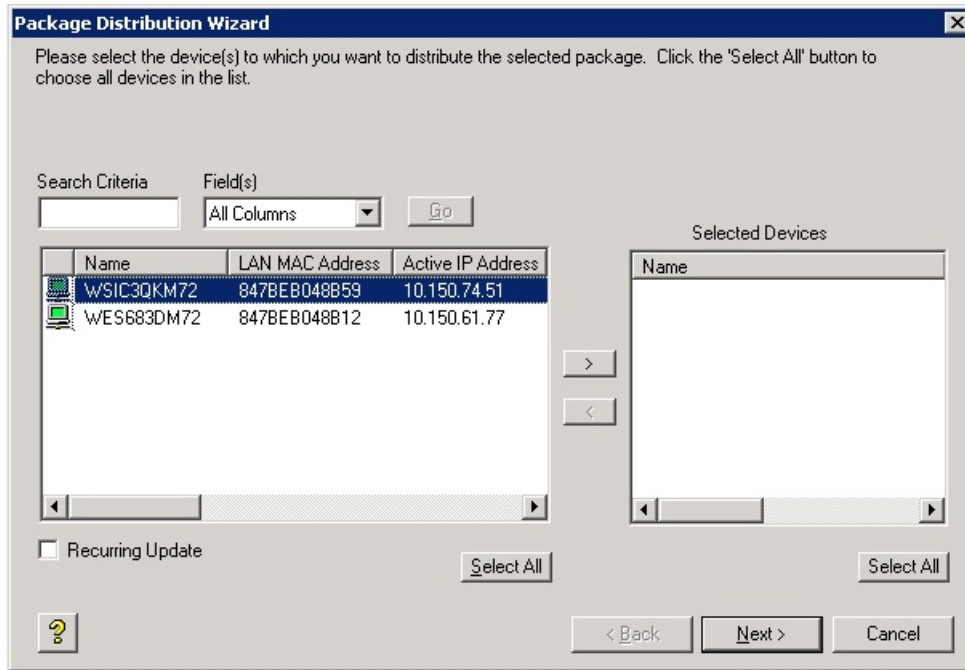 Package Distribution Wizard
Please select the device(s) to which you want to distribute the selected package. Click the 'Select All' button to
choose all devices in the list.
Search Criteria Field(s)
All Columns Go
Selected Devices
Name LAN MAC Address Active IP Address
Name
WSIC3QKM72 847BEB048B59 10.150.74.51
WES683DM72 847BEB048B12 10.150.61.77
>
<
Recurring Update
Select All
Select All
?
< Back Next > Cancel